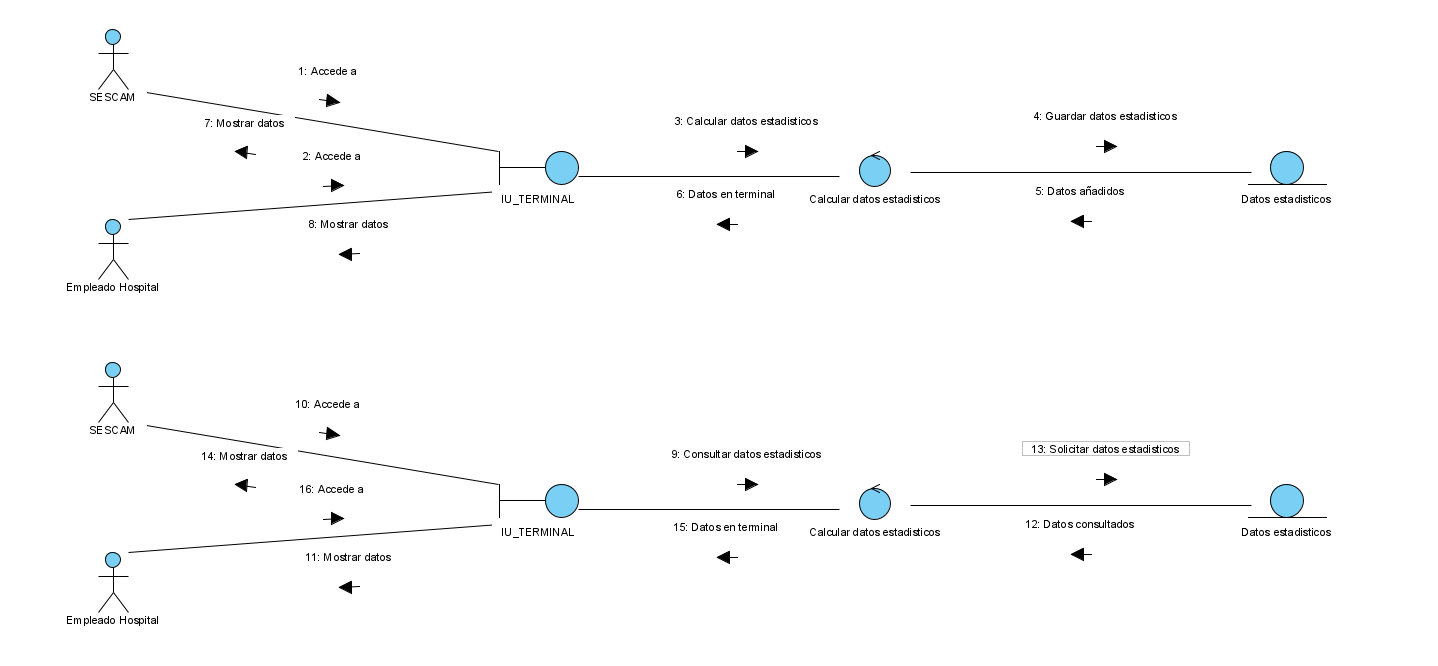 SESCAM
1: Accede a
7: Mostrar datos
2: Accede a
8: Mostrar datos
Empleado Hospital
IU_TERMINAL
3: Calcular datos estadisticos
6: Datos en terminal
Calcular datos estadisticos
4: Guardar datos estadisticos
5: Datos añadidos
Datos estadisticos
SESCAM
10: Accede a
14: Mostrar datos
16: Accede a
11: Mostrar datos
Empleado Hospital
IU_TERMINAL
9: Consultar datos estadisticos
15: Datos en terminal
Calcular datos estadisticos
13: Solicitar datos estadisticos
12: Datos consultados
Datos estadisticos